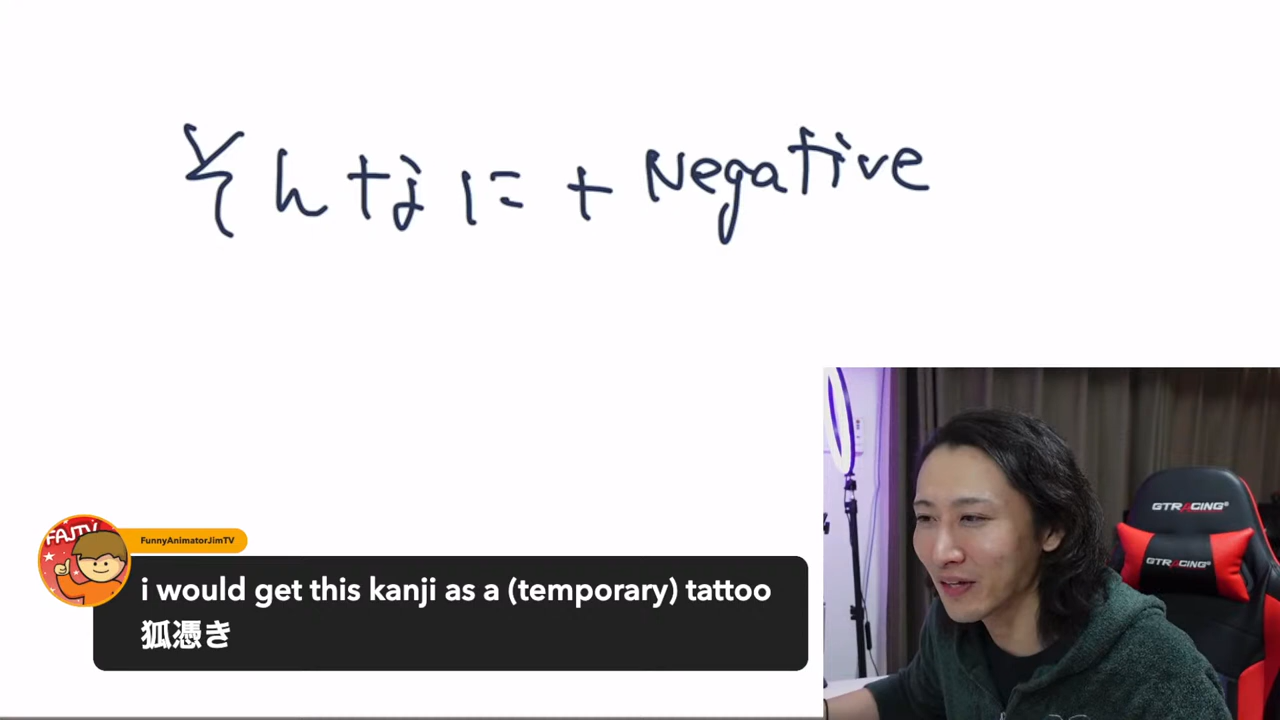 そんなに + Negative
FAJTV
FunnyAnimatorJimTV
i would get this kanji as a (temporary) tattoo
狐憑き
GTRACING
GTRACING